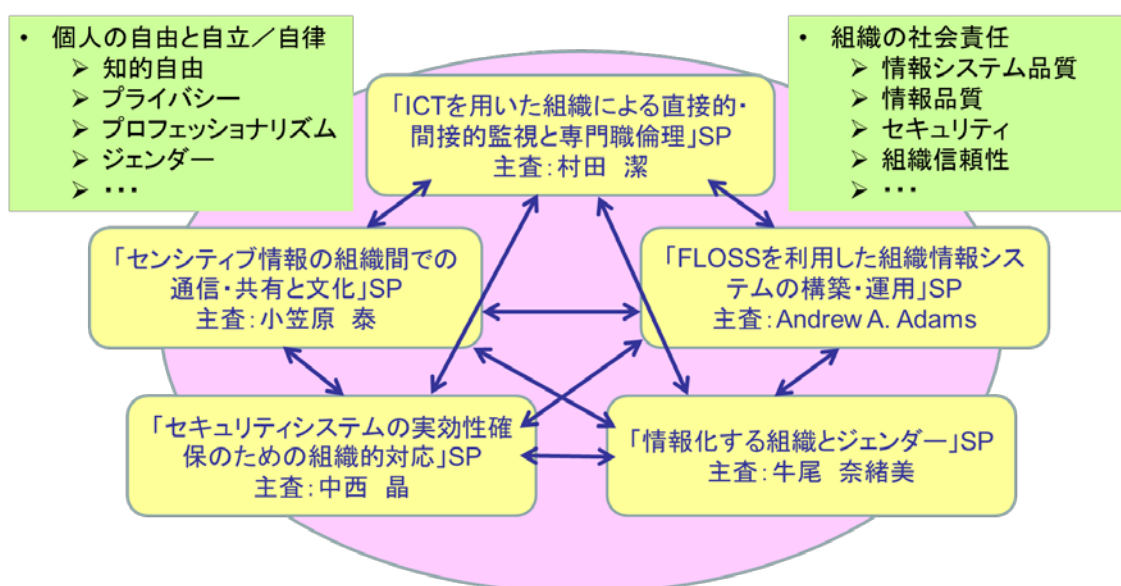 • 個人の自由と自立／自律
➢ 知的自由
➢ プライバシー
➢ プロフェッショナリズム
➢ ジェンダー
➢ ･･･
• 組織の社会責任
➢ 情報システム品質
➢ 情報品質
➢ セキュリティ
➢ 組織信頼性
➢ ･･･
「ICTを用いた組織による直接的・
間接的監視と専門職倫理」SP
主査：村田　潔
「センシティブ情報の組織間での
通信・共有と文化」SP
主査：小笠原　泰
「FLOSSを利用した組織情報シス
テムの構築・運用」SP
主査：Andrew A. Adams
「セキュリティシステムの実効性確
保のための組織的対応」SP
主査：中西　晶
「情報化する組織とジェンダー」SP
主査：牛尾　奈緒美